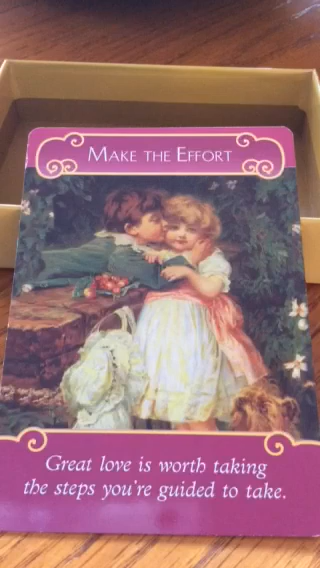 Make the Effort
Great love is worth taking
the steps you're guided to take.